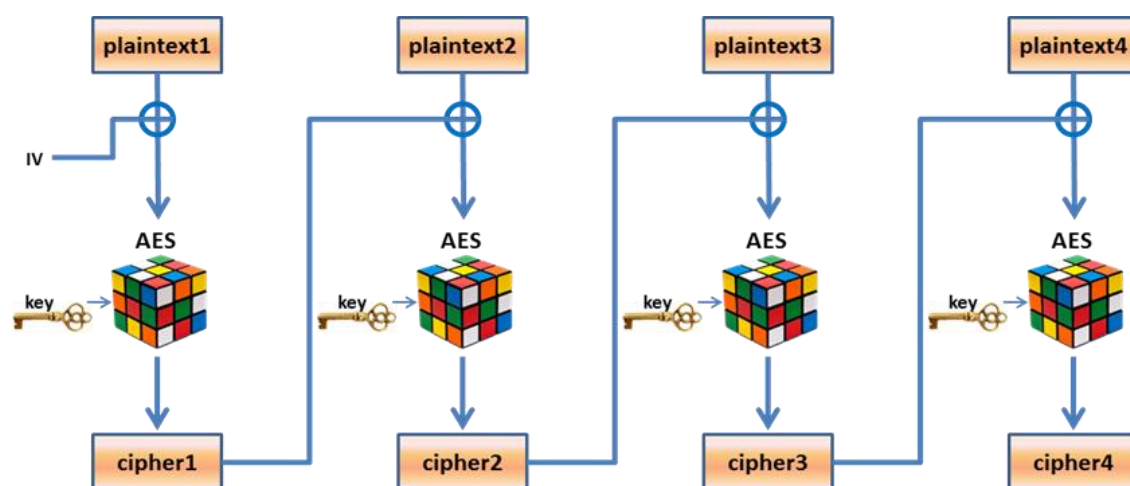 plaintext1 plaintext2 plaintext3 plaintext4
IV
AES AES AES AES
key key key key
cipher1 cipher2 cipher3 cipher4